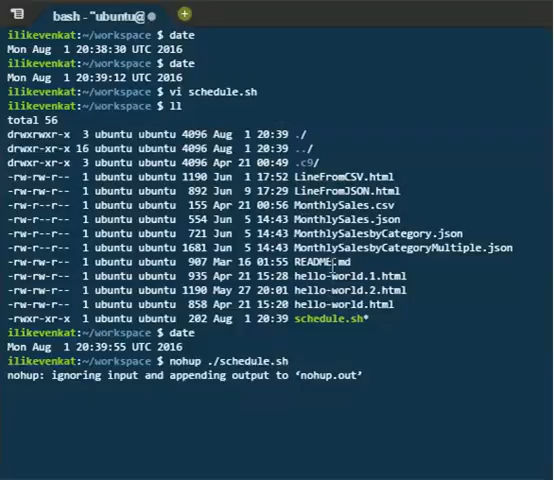 bash - "ubuntu@
ilikevenkat:~/workspace $ date
Mon Aug  1 20:38:30 UTC 2016
ilikevenkat:~/workspace $ date
Mon Aug  1 20:39:12 UTC 2016
ilikevenkat:~/workspace $ vi schedule.sh
ilikevenkat:~/workspace $ ll
total 56
drwxrwxr-x  3 ubuntu ubuntu 4096 Aug  1 20:39 ./
drwxr-xr-x 16 ubuntu ubuntu 4096 Aug  1 20:39 ../
drwxr-xr-x  3 ubuntu ubuntu 4096 Apr 21 00:49 .c9/
-rw-rw-r--  1 ubuntu ubuntu 1190 Jun  1 17:52 LineFromCSV.html
-rw-rw-r--  1 ubuntu ubuntu  892 Jun  9 17:29 LineFromJSON.html
-rw-rw-r--  1 ubuntu ubuntu  155 Apr 21 00:56 MonthlySales.csv
-rw-rw-r--  1 ubuntu ubuntu  554 Jun  5 14:43 MonthlySales.json
-rw-rw-r--  1 ubuntu ubuntu  721 Jun  5 14:43 MonthlySalesbyCategory.json
-rw-rw-r--  1 ubuntu ubuntu 1681 Jun  5 14:43 MonthlySalesbyCategoryMultiple.json
-rw-rw-r--  1 ubuntu ubuntu  907 Mar 16 01:55 README.md
-rw-rw-r--  1 ubuntu ubuntu  935 Apr 21 15:28 hello-world.1.html
-rw-rw-r--  1 ubuntu ubuntu 1190 May 27 20:01 hello-world.2.html
-rw-rw-r--  1 ubuntu ubuntu  858 Apr 21 15:20 hello-world.html
-rwxr-xr-x  1 ubuntu ubuntu  202 Aug  1 20:39 schedule.sh*
ilikevenkat:~/workspace $ date
Mon Aug  1 20:39:55 UTC 2016
ilikevenkat:~/workspace $ nohup ./schedule.sh
nohup: ignoring input and appending output to ‘nohup.out’